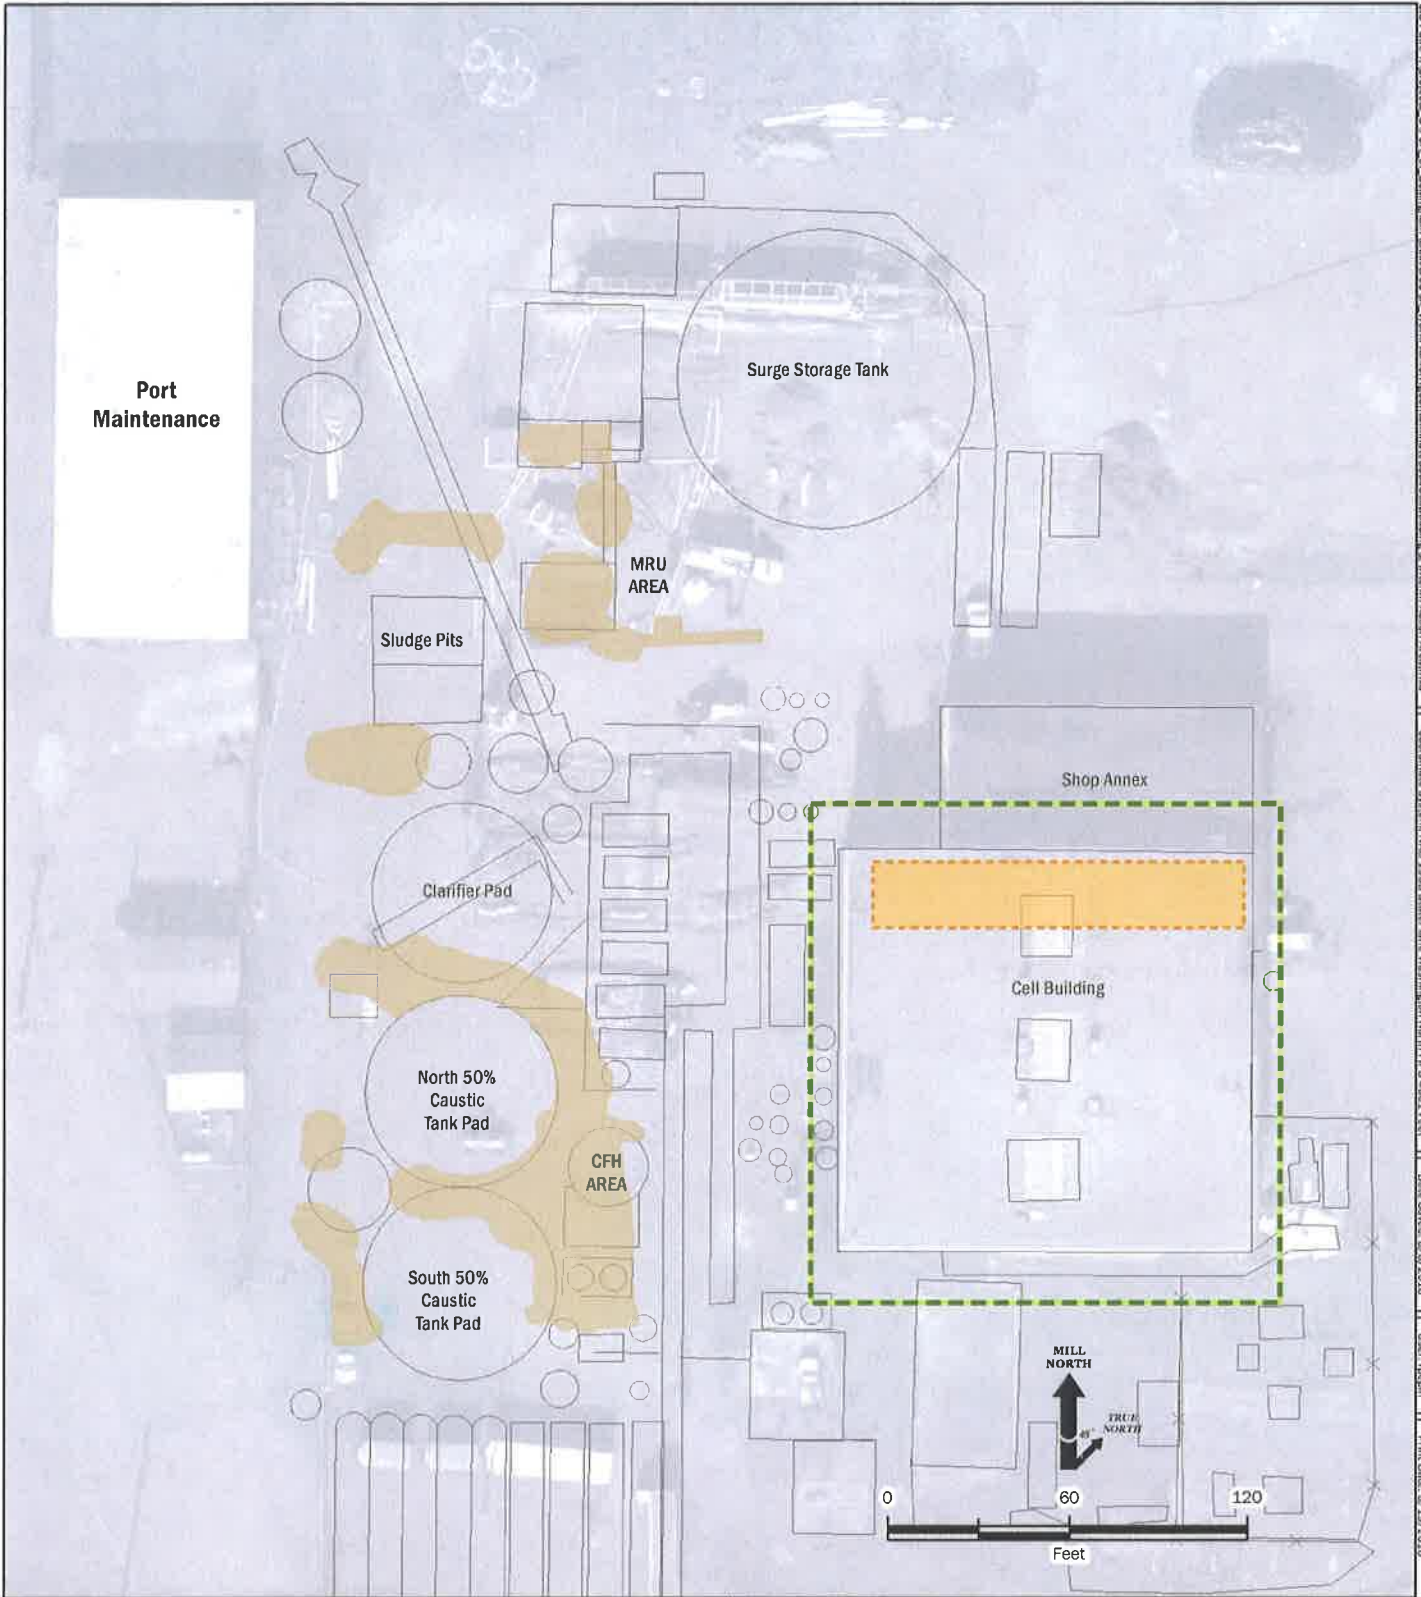 Surge Storage Tank
Port
Maintenance
MRU
AREA
Sludge Pits
Shop Annex
Clarifier Pad
Cell Building
North 50%
Caustic
Tank Pad
CFH
AREA
South 50%
Caustic
Tank Pad
MILL
NORTH
TRUE
NORTH
0 60 120
Feet